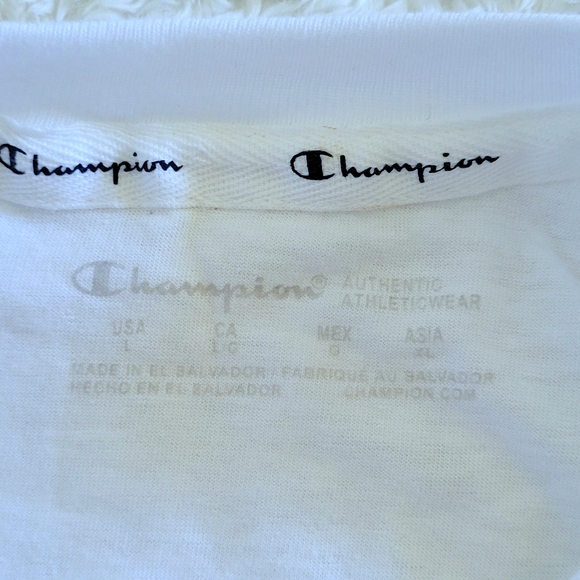 Champion Champion
Champion® AUTHENTIC
ATHLETICWEAR
USA CA MEX ASIA
L L/G G XL
MADE IN EL SALVADOR / FABRIQUE AU SALVADOR
HECHO EN EL SALVADOR CHAMPION.COM